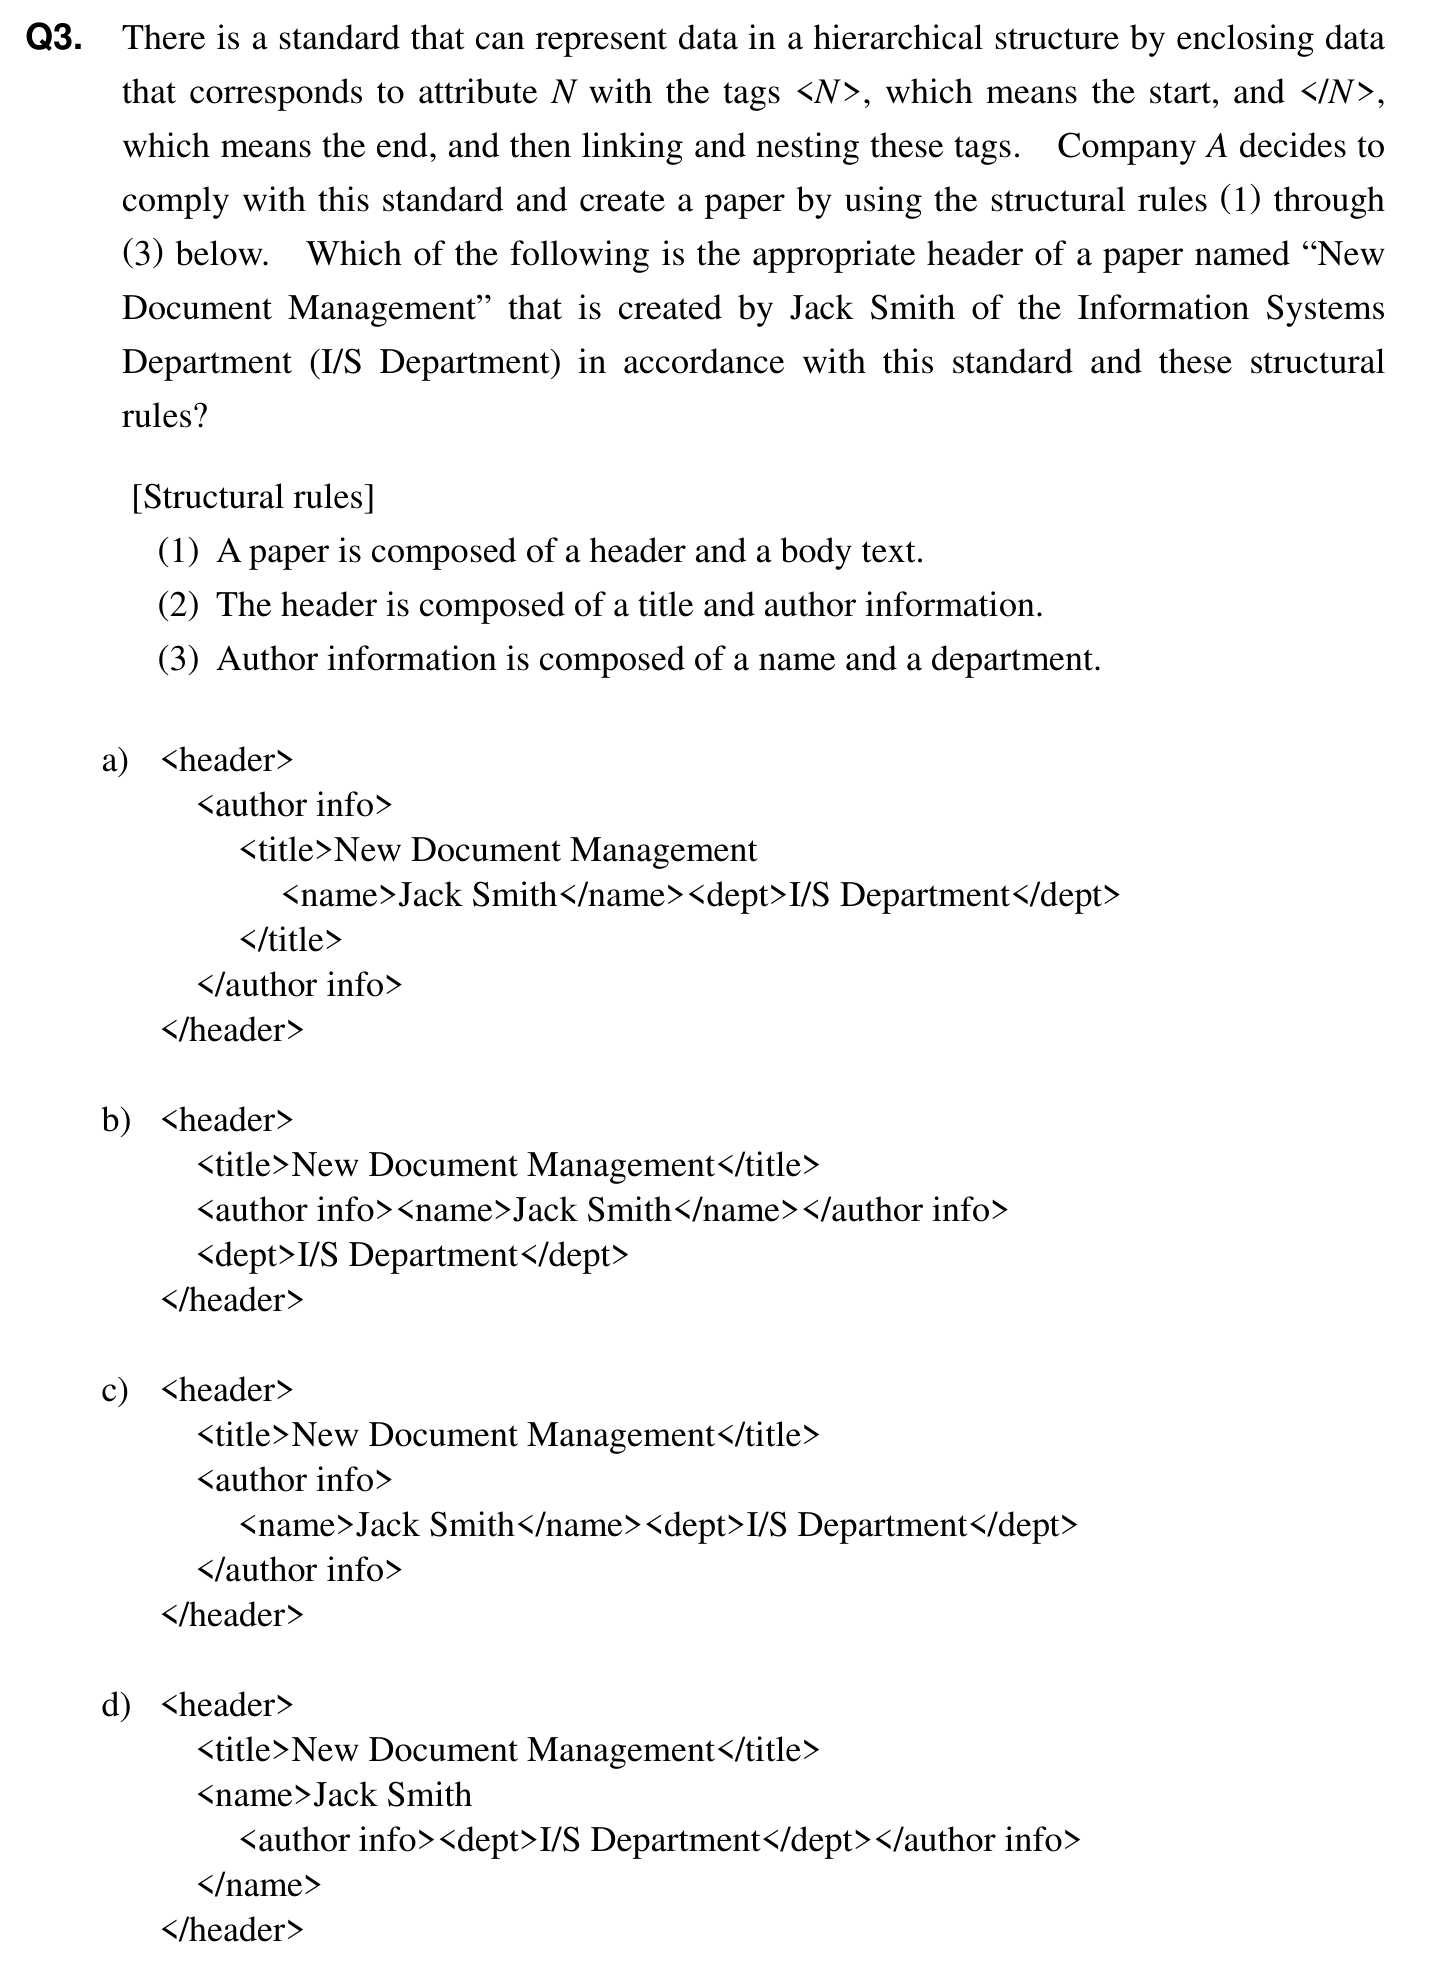 Q3. There is a standard that can represent data in a hierarchical structure by enclosing data
that corresponds to attribute N with the tags <N>, which means the start, and </N>,
which means the end, and then linking and nesting these tags. Company A decides to
comply with this standard and create a paper by using the structural rules (1) through
(3) below. Which of the following is the appropriate header of a paper named “New
Document Management” that is created by Jack Smith of the Information Systems
Department (I/S Department) in accordance with this standard and these structural
rules?
[Structural rules]
(1) A paper is composed of a header and a body text.
(2) The header is composed of a title and author information.
(3) Author information is composed of a name and a department.
a) <header>
<author info>
<title>New Document Management
<name>Jack Smith</name><dept>I/S Department</dept>
</title>
</author info>
</header>
b) <header>
<title>New Document Management</title>
<author info><name>Jack Smith</name></author info>
<dept>I/S Department</dept>
</header>
c) <header>
<title>New Document Management</title>
<author info>
<name>Jack Smith</name><dept>I/S Department</dept>
</author info>
</header>
d) <header>
<title>New Document Management</title>
<name>Jack Smith
<author info><dept>I/S Department</dept></author info>
</name>
</header>